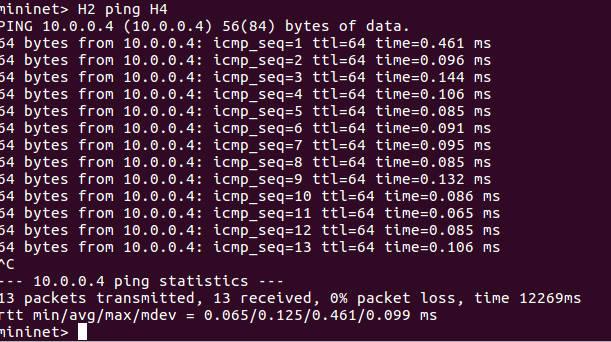 mininet> H2 ping H4
PING 10.0.0.4 (10.0.0.4) 56(84) bytes of data.
64 bytes from 10.0.0.4: icmp_seq=1 ttl=64 time=0.461 ms
64 bytes from 10.0.0.4: icmp_seq=2 ttl=64 time=0.096 ms
64 bytes from 10.0.0.4: icmp_seq=3 ttl=64 time=0.144 ms
64 bytes from 10.0.0.4: icmp_seq=4 ttl=64 time=0.106 ms
64 bytes from 10.0.0.4: icmp_seq=5 ttl=64 time=0.085 ms
64 bytes from 10.0.0.4: icmp_seq=6 ttl=64 time=0.091 ms
64 bytes from 10.0.0.4: icmp_seq=7 ttl=64 time=0.095 ms
64 bytes from 10.0.0.4: icmp_seq=8 ttl=64 time=0.085 ms
64 bytes from 10.0.0.4: icmp_seq=9 ttl=64 time=0.132 ms
64 bytes from 10.0.0.4: icmp_seq=10 ttl=64 time=0.086 ms
64 bytes from 10.0.0.4: icmp_seq=11 ttl=64 time=0.065 ms
64 bytes from 10.0.0.4: icmp_seq=12 ttl=64 time=0.085 ms
64 bytes from 10.0.0.4: icmp_seq=13 ttl=64 time=0.106 ms
^C
--- 10.0.0.4 ping statistics ---
13 packets transmitted, 13 received, 0% packet loss, time 12269ms
rtt min/avg/max/mdev = 0.065/0.125/0.461/0.099 ms
mininet>